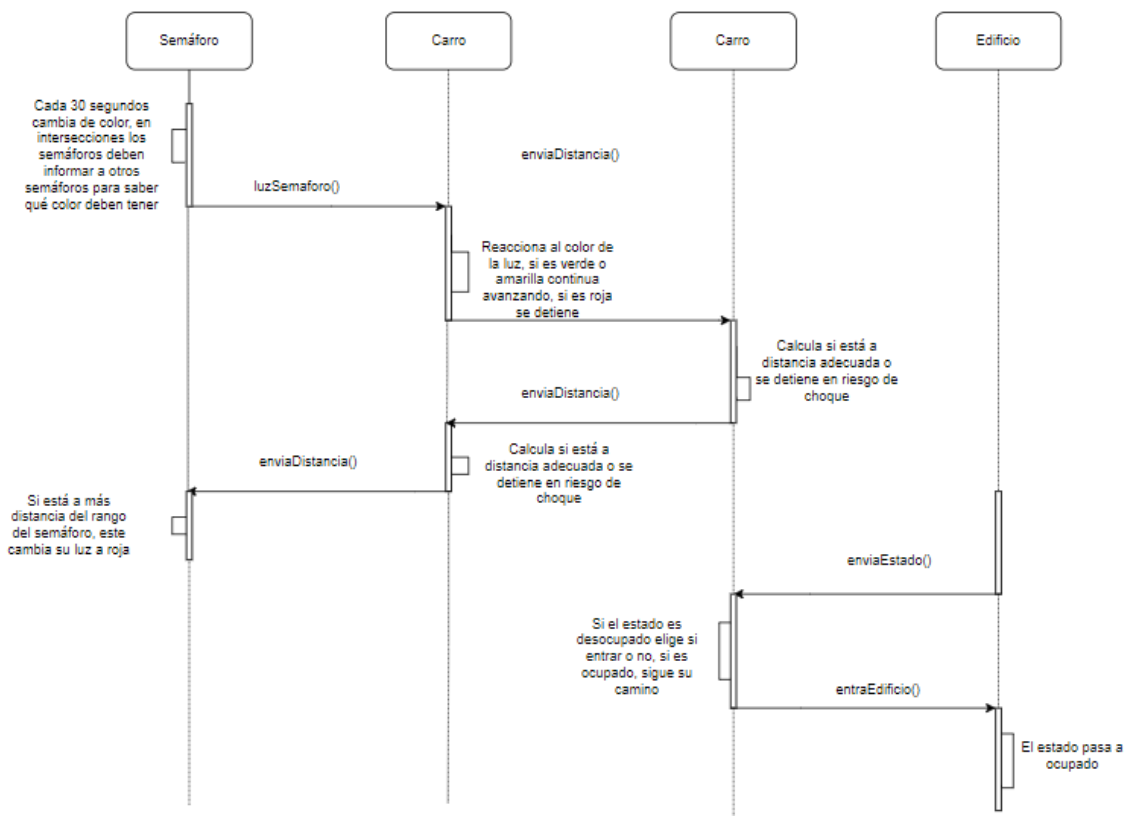 Semáforo
Carro
Carro
Edificio
Cada 30 segundos
cambia de color, en
intersecciones los
semáforos deben
informar a otros
semáforos para saber
qué color deben tener
enviaDistancia()
luzSemaforo()
Reacciona al color de
la luz, si es verde o
amarilla continua
avanzando, si es roja
se detiene
Calcula si está a
distancia adecuada o
se detiene en riesgo de
choque
enviaDistancia()
Calcula si está a
distancia adecuada o se
detiene en riesgo de
choque
enviaDistancia()
Si está a más
distancia del rango
del semáforo, este
cambia su luz a roja
enviaEstado()
Si el estado es
desocupado elige si
entrar o no, si es
ocupado, sigue su
camino
entraEdificio()
El estado pasa a
ocupado